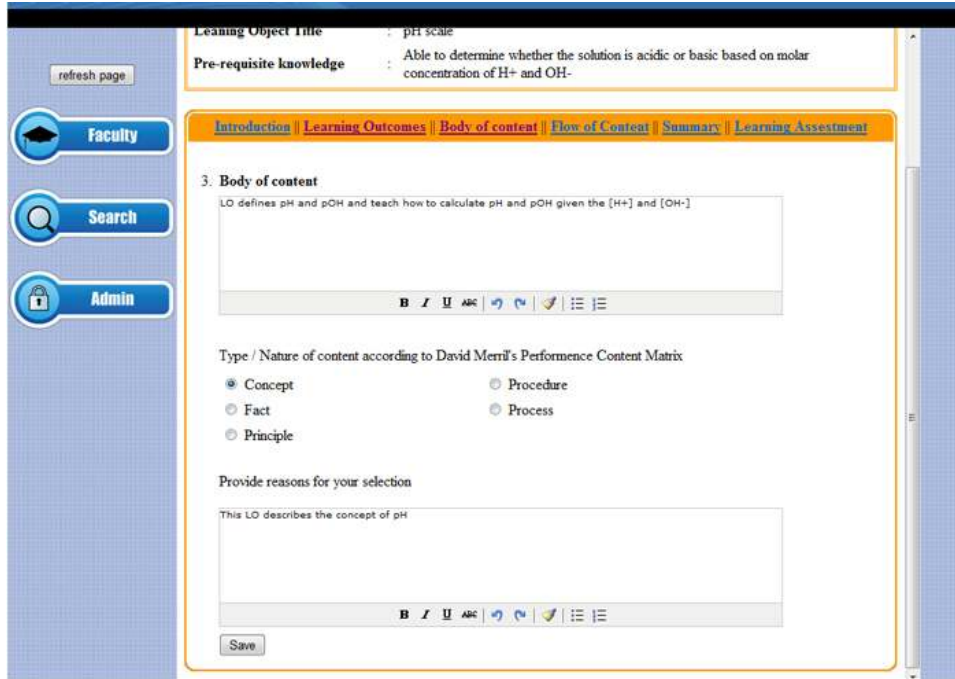 Leaning Object Title : pH scale
Pre-requisite knowledge : Able to determine whether the solution is acidic or basic based on molar
concentration of H+ and OH-
refresh page
Faculty
Search
Admin
Introduction || Learning Outcomes || Body of content || Flow of Content || Summary || Learning Assestment
3. Body of content
LO defines pH and pOH and teach how to calculate pH and pOH given the [H+] and [OH-]
B I U ABC
Type / Nature of content according to David Merril's Performence Content Matrix
Concept
Procedure
Fact
Process
Principle
Provide reasons for your selection
This LO describes the concept of pH
B I U ABC
Save